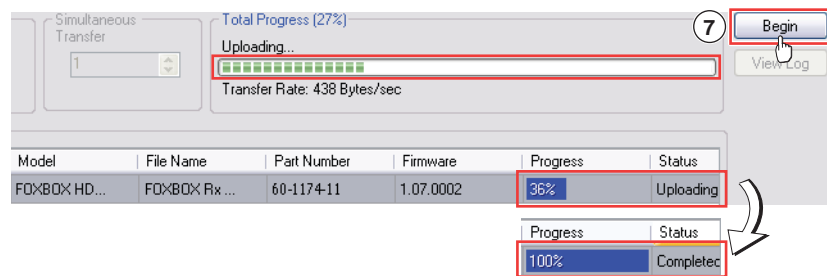 Simultaneous
Transfer
1
Total Progress (27%)
Uploading...
Transfer Rate: 438 Bytes/sec
7
Begin
View Log
Model File Name Part Number Firmware Progress Status
FOXBOX HD... FOXBOX Rx ... 60-1174-11 1.07.0002 36% Uploading
Progress Status
100% Completed